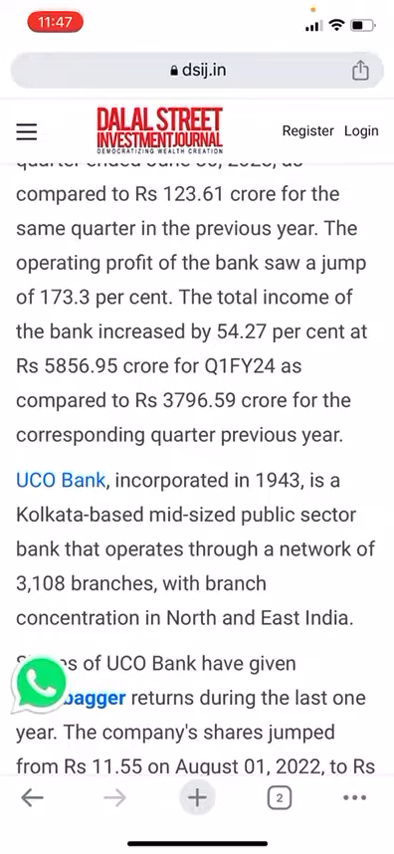 11:47
dsij.in
DALAL STREET
INVESTMENT JOURNAL
DEMOCRATIZING WEALTH CREATION
Register Login
compared to Rs 123.61 crore for the
same quarter in the previous year. The
operating profit of the bank saw a jump
of 173.3 per cent. The total income of
the bank increased by 54.27 per cent at
Rs 5856.95 crore for Q1FY24 as
compared to Rs 3796.59 crore for the
corresponding quarter previous year.
UCO Bank, incorporated in 1943, is a
Kolkata-based mid-sized public sector
bank that operates through a network of
3,108 branches, with branch
concentration in North and East India.
of UCO Bank have given
bagger returns during the last one
year. The company's shares jumped
from Rs 11.55 on August 01, 2022, to Rs
2